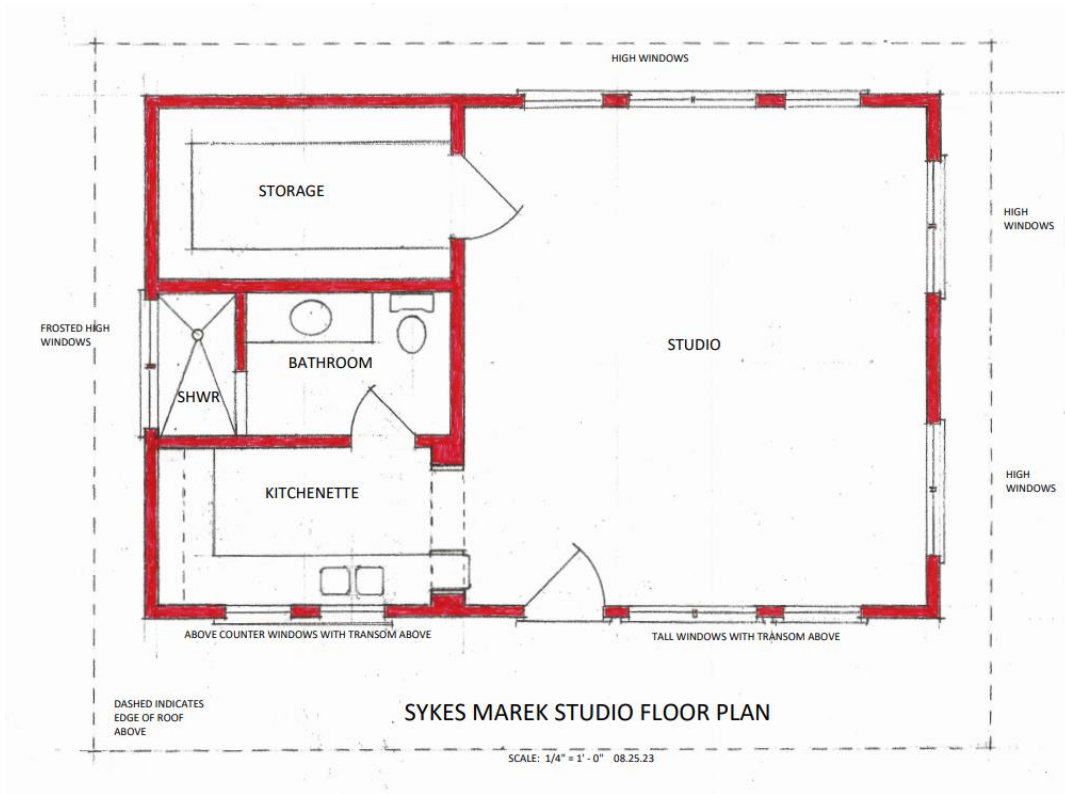 HIGH WINDOWS
STORAGE
HIGH
WINDOWS
FROSTED HIGH
WINDOWS
STUDIO
BATHROOM
SHWR
HIGH
WINDOWS
KITCHENETTE
ABOVE COUNTER WINDOWS WITH TRANSOM ABOVE
TALL WINDOWS WITH TRANSOM ABOVE
DASHED INDICATES
EDGE OF ROOF
ABOVE
SYKES MAREK STUDIO FLOOR PLAN
SCALE: 1/4" = 1' - 0" 08.25.23